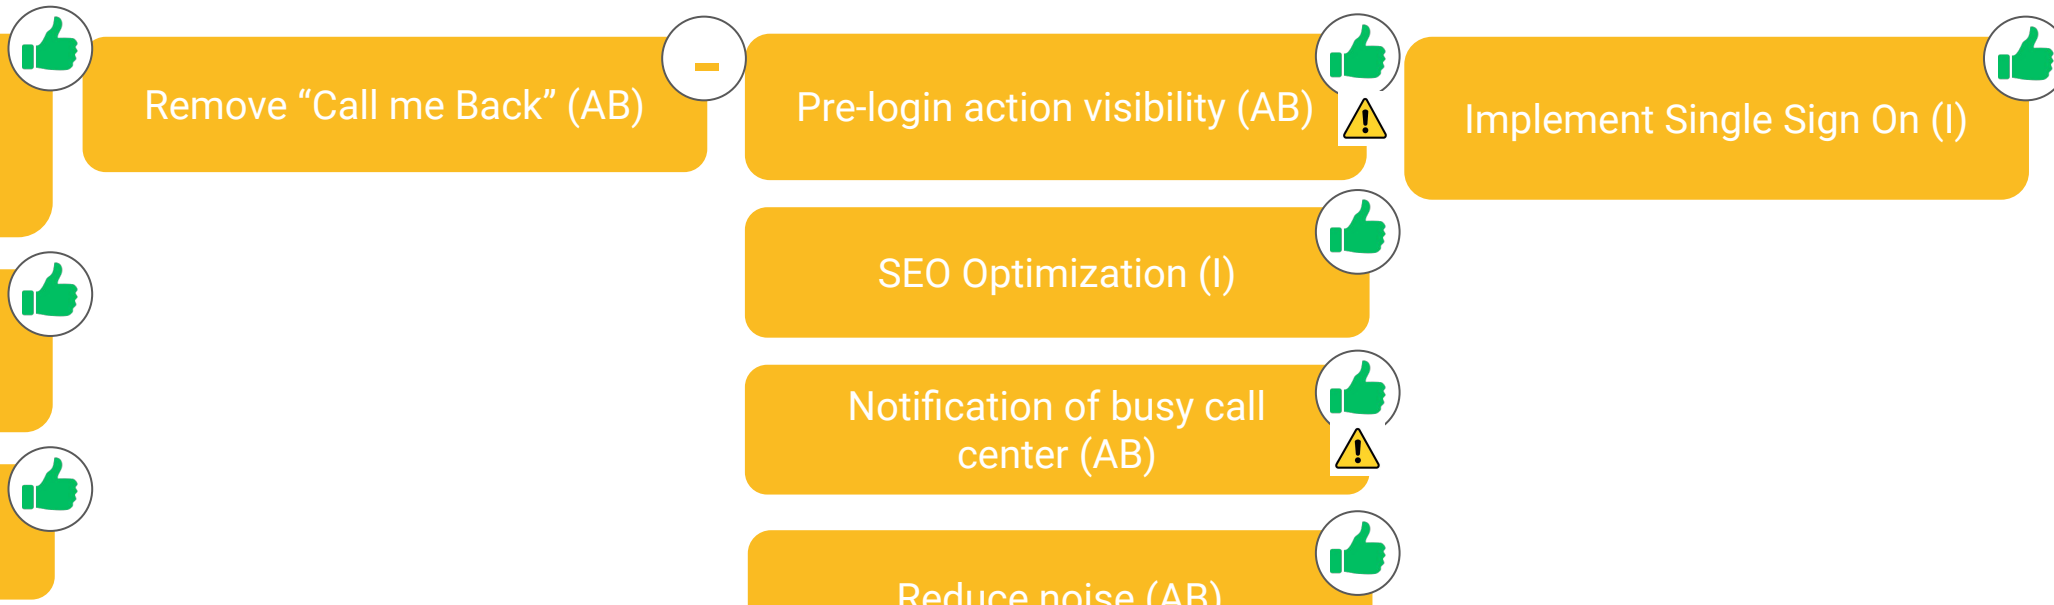 Remove “Call me Back” (AB)
-
Pre-login action visibility (AB)
Implement Single Sign On (I)
SEO Optimization (I)
Notification of busy call
center (AB)
Reduce noise (AB)